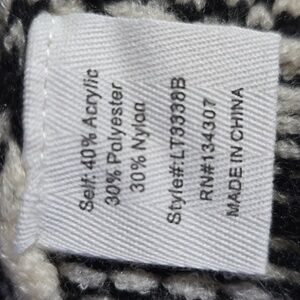 Self: 40% Acrylic
30% Polyester
30% Nylon
Style#:LT3338B
RN#134307
MADE IN CHINA